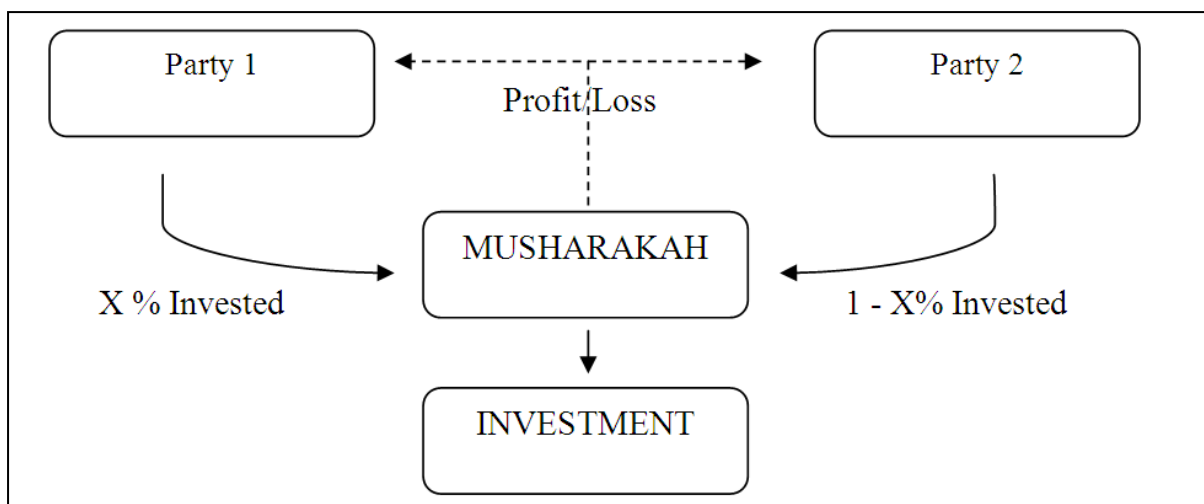 Party 1
Party 2
Profit/Loss
MUSHARAKAH
X % Invested
1 - X% Invested
INVESTMENT